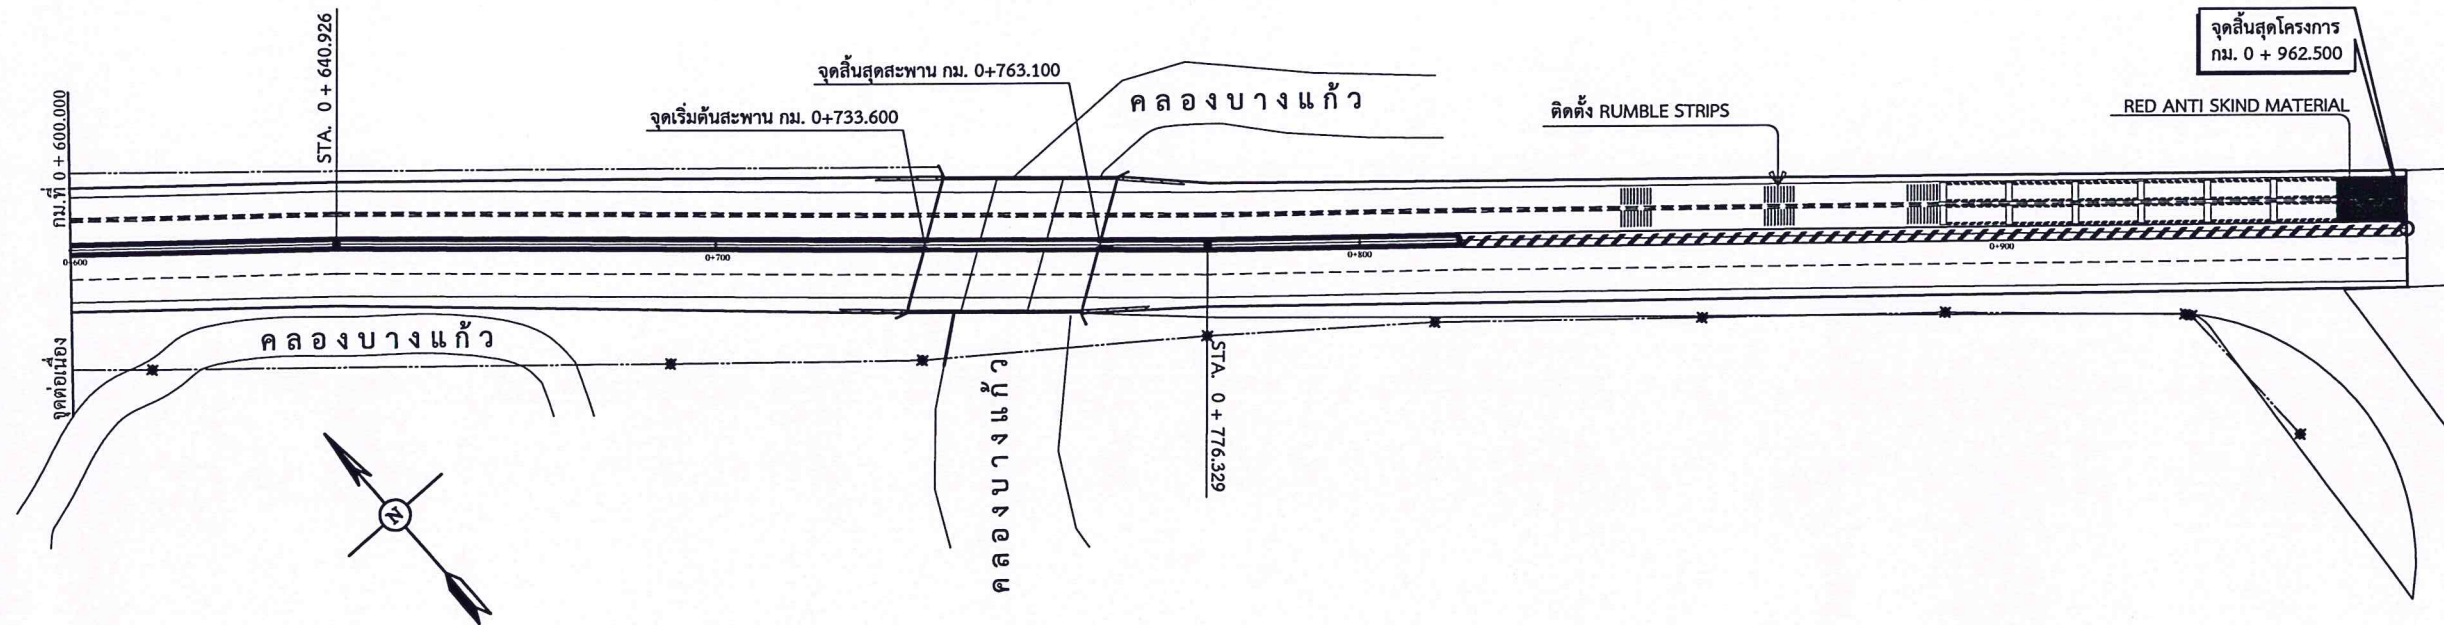 จุดสิ้นสุดโครงการ
กม. 0 + 962.500
STA. 0 + 640.926
จุดสิ้นสุดสะพาน กม. 0+763.100
คลองบางแก้ว
จุดเริ่มต้นสะพาน กม. 0+733.600
ติดตั้ง RUMBLE STRIPS
RED ANTI SKIND MATERIAL
จุดต่อเนื่อง กม.ที่ 0 + 600.000
0+600
0+700
0+800
0+900
คลองบางแก้ว
คลองบางแก้ว
STA. 0 + 776.329
N